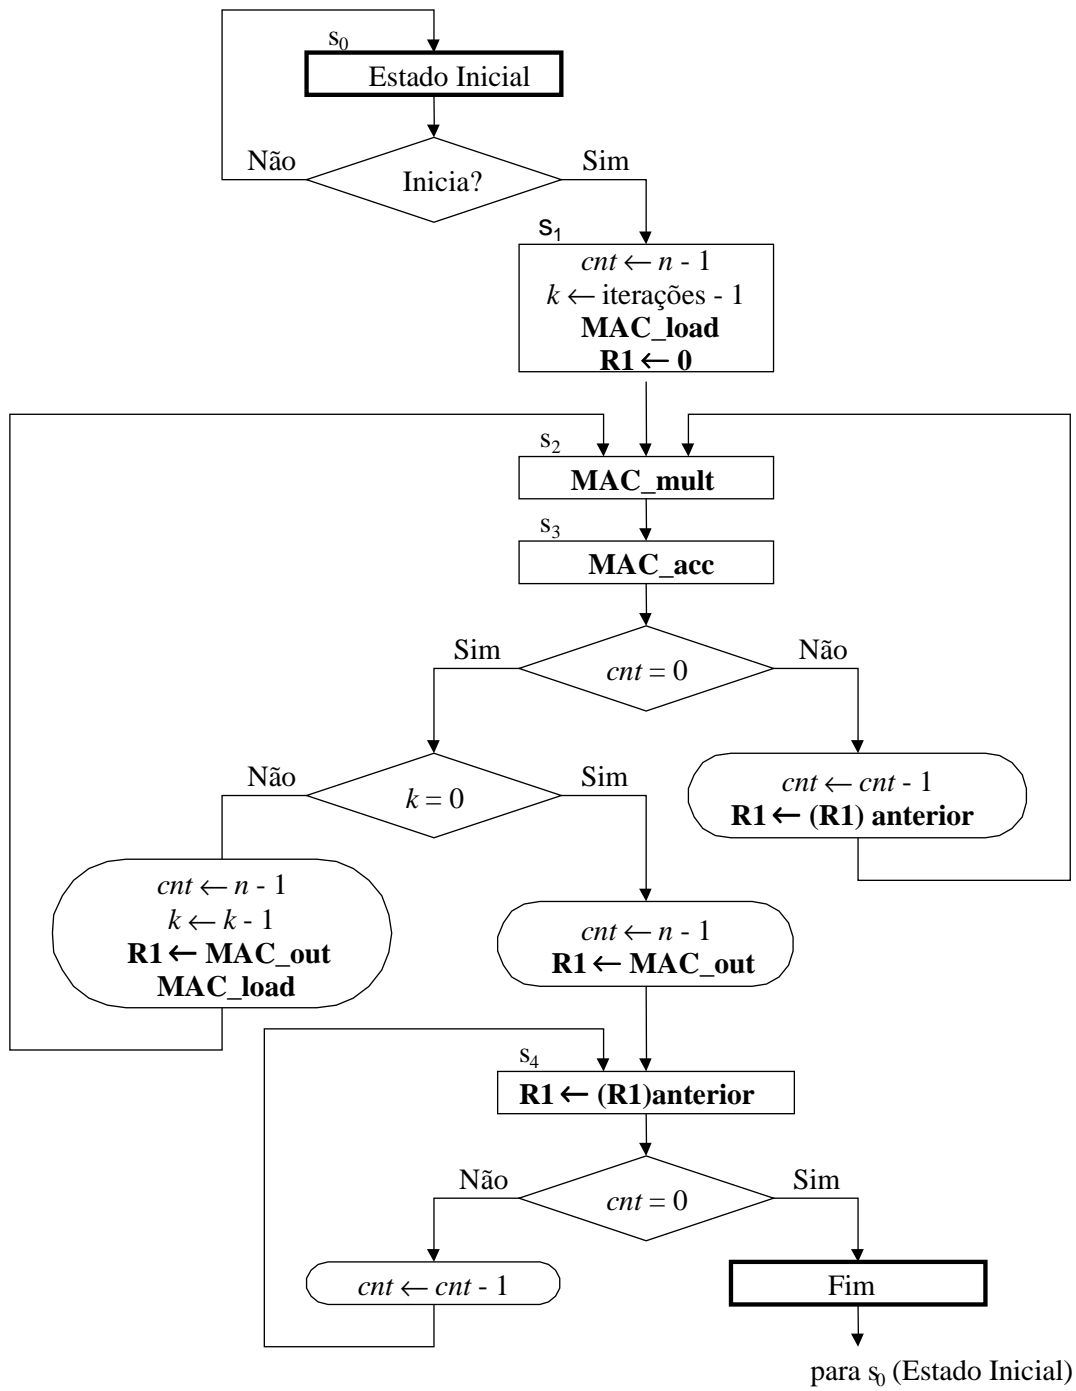 s0
Estado Inicial
Não
Sim
Inicia?
s1
cnt ← n - 1
k ← iterações - 1
MAC_load
R1 ← 0
s2
MAC_mult
s3
MAC_acc
Sim
Não
cnt = 0
Não
Sim
k = 0
cnt ← cnt - 1
R1 ← (R1) anterior
cnt ← n - 1
k ← k - 1
R1 ← MAC_out
MAC_load
cnt ← n - 1
R1 ← MAC_out
s4
R1 ← (R1)anterior
Não
Sim
cnt = 0
cnt ← cnt - 1
Fim
para s0 (Estado Inicial)